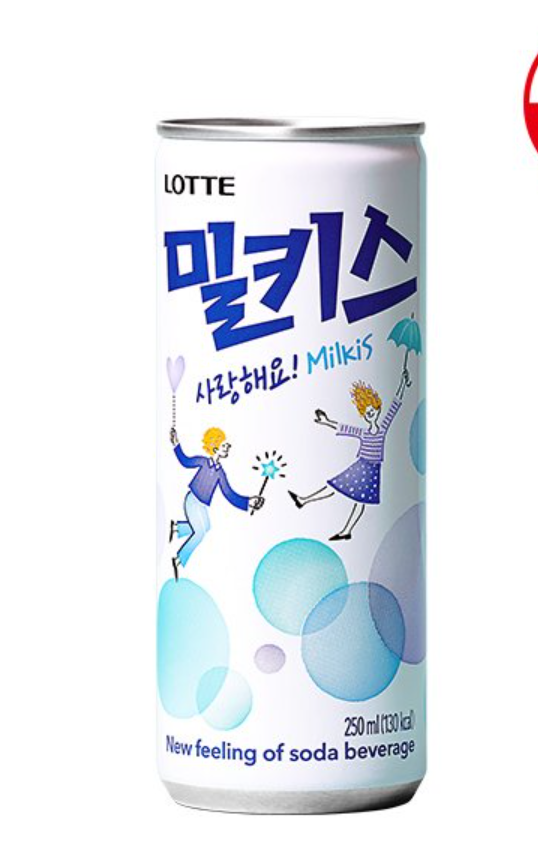 LOTTE
밀키스
사랑해요! Milkis
250 ml (130 kcal)
New feeling of soda beverage